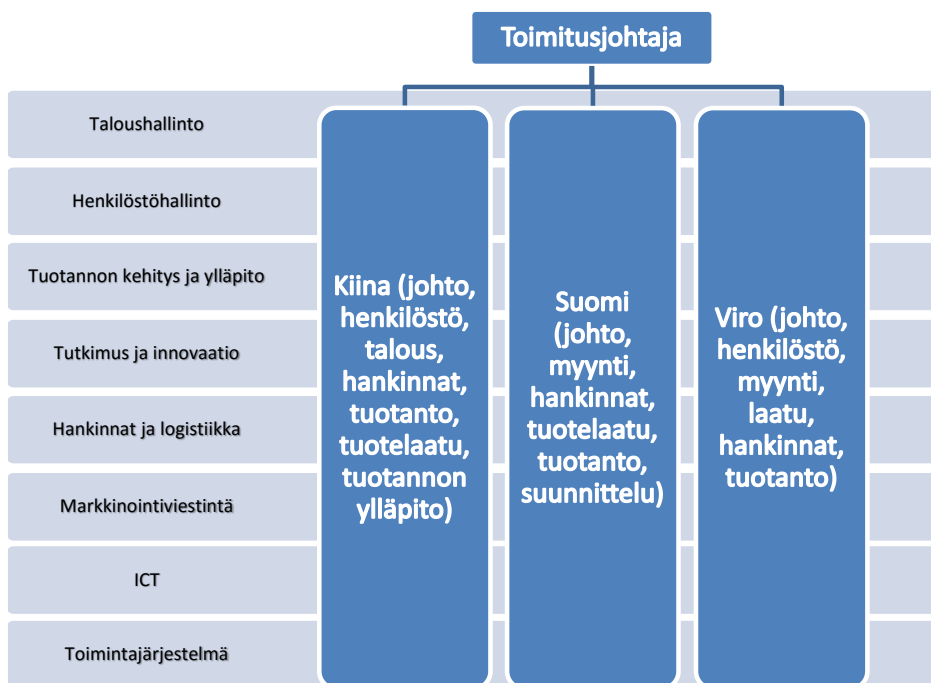 Toimitusjohtaja
Taloushallinto
Henkilöstöhallinto
Tuotannon kehitys ja ylläpito
Tutkimus ja innovaatio
Hankinnat ja logistiikka
Markkinointiviestintä
ICT
Toimintajärjestelmä
Kiina (johto,
henkilöstö,
talous,
hankinnat,
tuotanto,
tuotelaatu,
tuotannon
ylläpito)
Suomi
(johto,
myynti,
hankinnat,
tuotelaatu,
tuotanto,
suunnittelu)
Viro (johto,
henkilöstö,
myynti,
laatu,
hankinnat,
tuotanto)